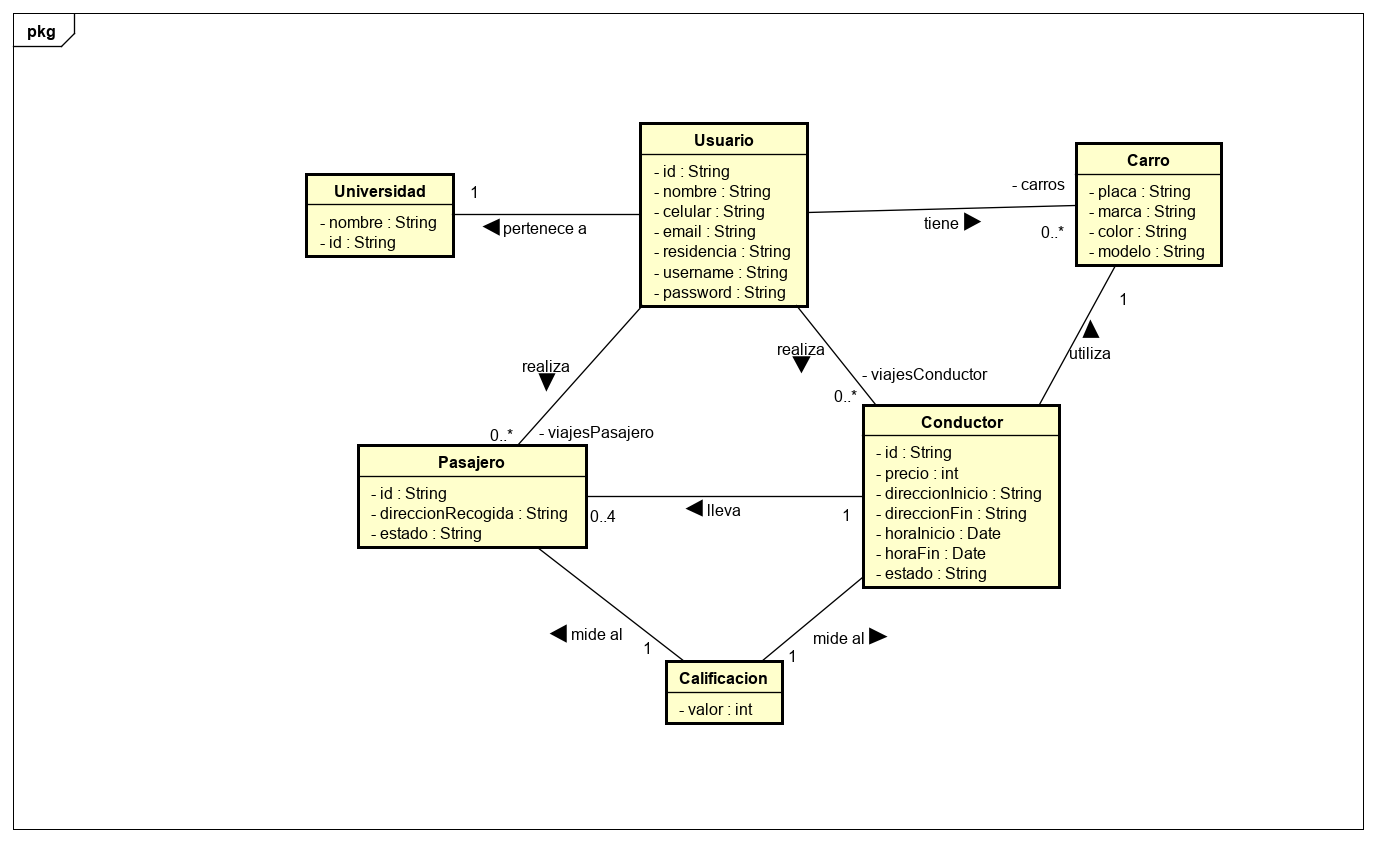 pkg
Usuario
- id : String
- nombre : String
- celular : String
- email : String
- residencia : String
- username : String
- password : String
Carro
- placa : String
- marca : String
- color : String
- modelo : String
Universidad
- nombre : String
- id : String
1
pertenece a
- carros
tiene
0..*
1
utiliza
realiza
0..*
- viajesPasajero
realiza
- viajesConductor
0..*
Pasajero
- id : String
- direccionRecogida : String
- estado : String
Conductor
- id : String
- precio : int
- direccionInicio : String
- direccionFin : String
- horaInicio : Date
- horaFin : Date
- estado : String
0..4
lleva
1
mide al
1
mide al
1
Calificacion
- valor : int